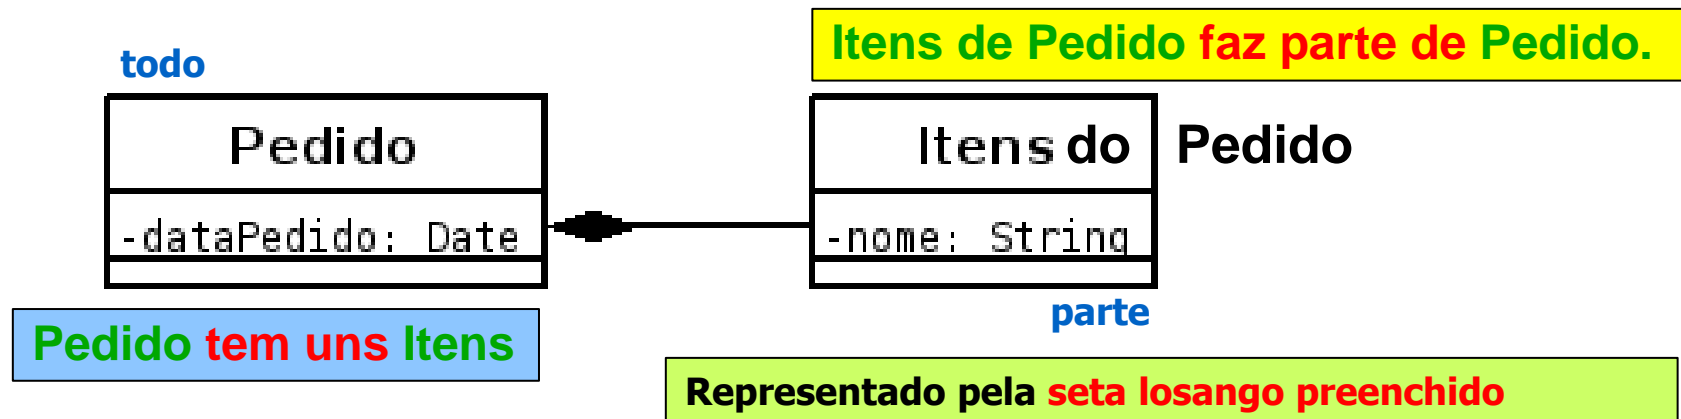 Itens de Pedido faz parte de Pedido.
todo
Pedido
Itens do Pedido
-dataPedido: Date
-nome: String
parte
Pedido tem uns Itens
Representado pela seta losango preenchido